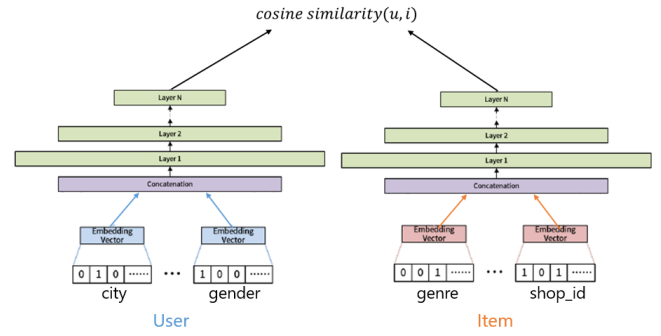 cosine similarity(u, i)
Layer N
Layer N
Layer 2
Layer 2
Layer 1
Layer 1
Concatenation
Concatenation
Embedding
Vector
Embedding
Vector
Embedding
Vector
Embedding
Vector
0 1 0 ...... ... 1 0 0 ......
0 0 1 ...... ... 1 0 1 ......
city
gender
genre
shop_id
User
Item